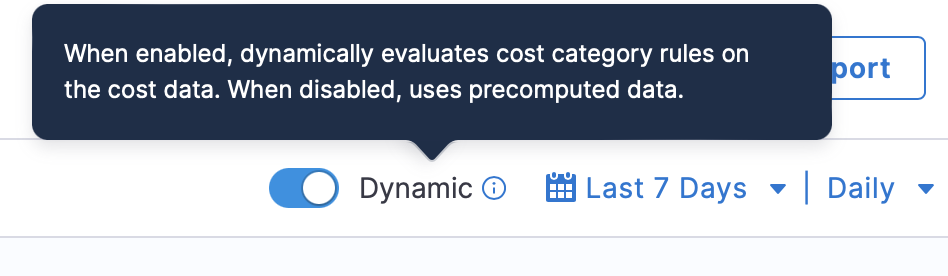 When enabled, dynamically evaluates cost category rules on
the cost data. When disabled, uses precomputed data.
port
Dynamic Last 7 Days | Daily